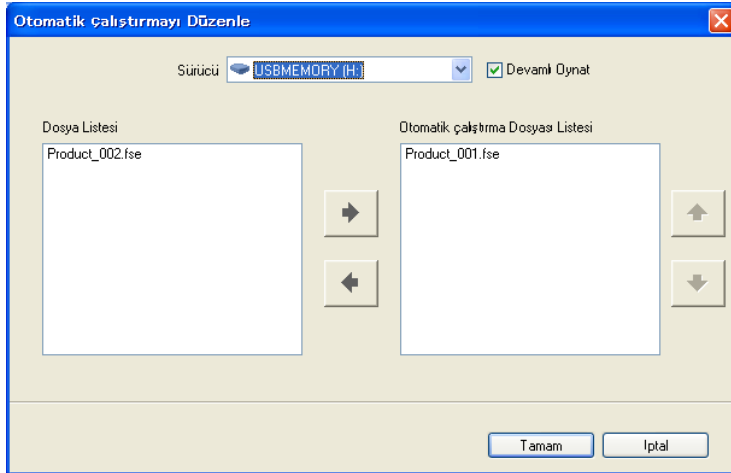 Otomatik çalıştırmayı Düzenle
Sürücü USBMEMORY (H:) Devamlı Oynat
Dosya Listesi Otomatik çalıştırma Dosyası Listesi
Product_002.fse Product_001.fse
Tamam Iptal